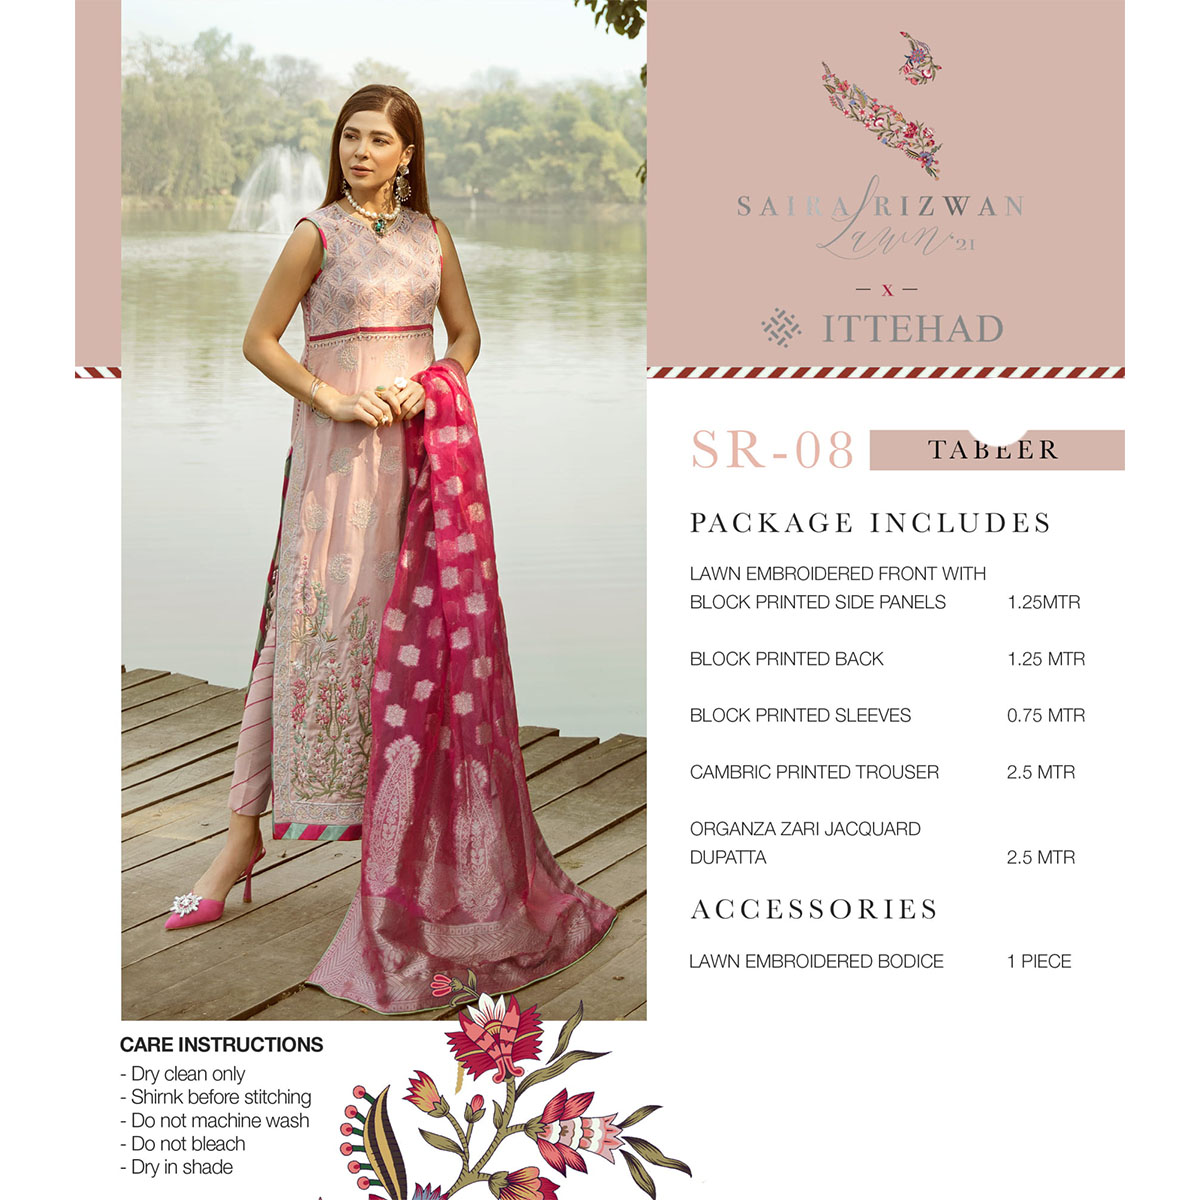 SAIRA RIZWAN
Lawn '21
- X -
ITTEHAD
SR-08
TABEER
PACKAGE INCLUDES
LAWN EMBROIDERED FRONT WITH
BLOCK PRINTED SIDE PANELS 1.25MTR
BLOCK PRINTED BACK 1.25 MTR
BLOCK PRINTED SLEEVES 0.75 MTR
CAMBRIC PRINTED TROUSER 2.5 MTR
ORGANZA ZARI JACQUARD
DUPATTA 2.5 MTR
ACCESSORIES
LAWN EMBROIDERED BODICE 1 PIECE
CARE INSTRUCTIONS
- Dry clean only
- Shirnk before stitching
- Do not machine wash
- Do not bleach
- Dry in shade